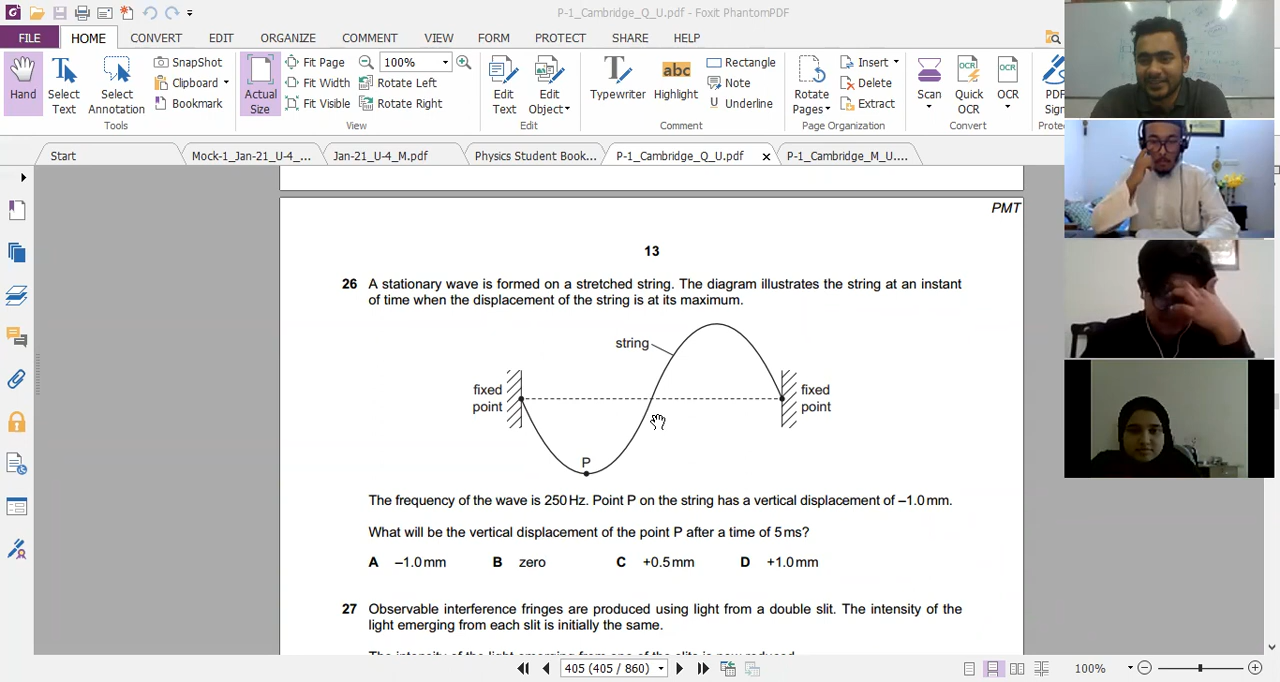 P-1_Cambridge_Q_U.pdf - Foxit PhantomPDF
FILE HOME CONVERT EDIT ORGANIZE COMMENT VIEW FORM PROTECT SHARE HELP
Hand
Select Text
Select Annotation
SnapShot
Clipboard
Bookmark
Tools
Actual Size
Fit Page
Fit Width
Fit Visible
100%
Rotate Left
Rotate Right
View
Edit Text
Edit Object
Edit
Typewriter
abc
Highlight
Rectangle
Note
Underline
Comment
Rotate Pages
Insert
Delete
Extract
Page Organization
Scan
OCR
Quick OCR
OCR
OCR
Convert
PDF
Sign
Start Mock-1_Jan-21_U-4_... Jan-21_U-4_M.pdf Physics Student Book... P-1_Cambridge_Q_U.pdf P-1_Cambridge_M_U....
PMT
13
26 A stationary wave is formed on a stretched string. The diagram illustrates the string at an instant
of time when the displacement of the string is at its maximum.
string
fixed
point
fixed
point
P
The frequency of the wave is 250 Hz. Point P on the string has a vertical displacement of –1.0 mm.
What will be the vertical displacement of the point P after a time of 5 ms?
A –1.0 mm B zero C +0.5 mm D +1.0 mm
27 Observable interference fringes are produced using light from a double slit. The intensity of the
light emerging from each slit is initially the same.
405 (405 / 860)
100%